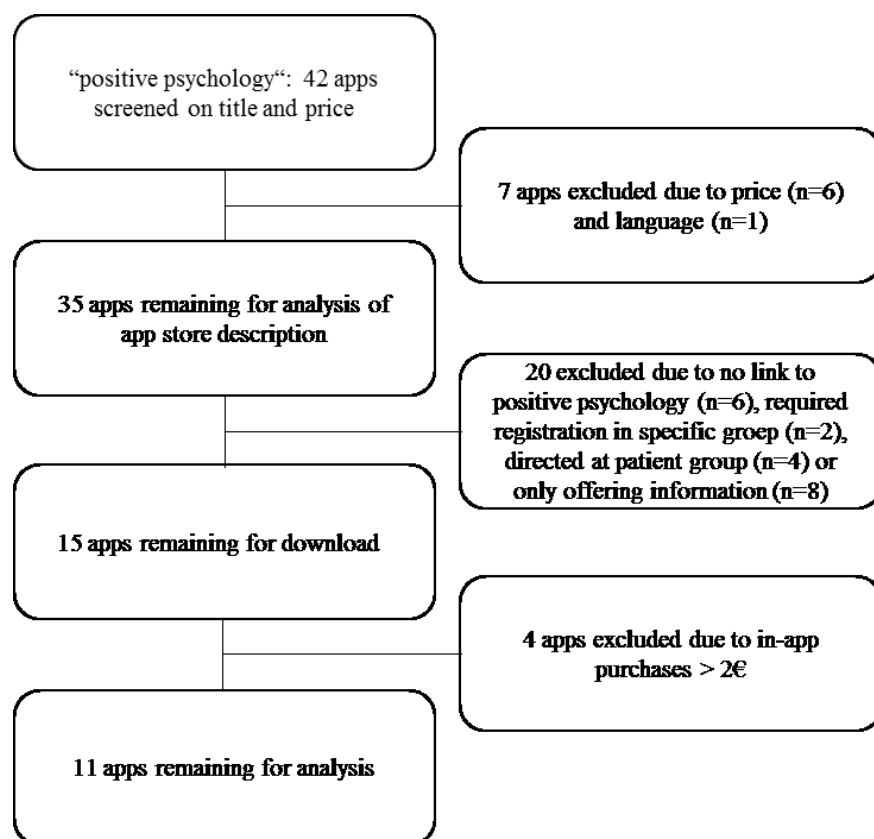 “positive psychology“: 42 apps
screened on title and price
7 apps excluded due to price (n=6)
and language (n=1)
35 apps remaining for analysis of
app store description
20 excluded due to no link to
positive psychology (n=6), required
registration in specific groep (n=2),
directed at patient group (n=4) or
only offering information (n=8)
15 apps remaining for download
4 apps excluded due to in-app
purchases > 2€
11 apps remaining for analysis